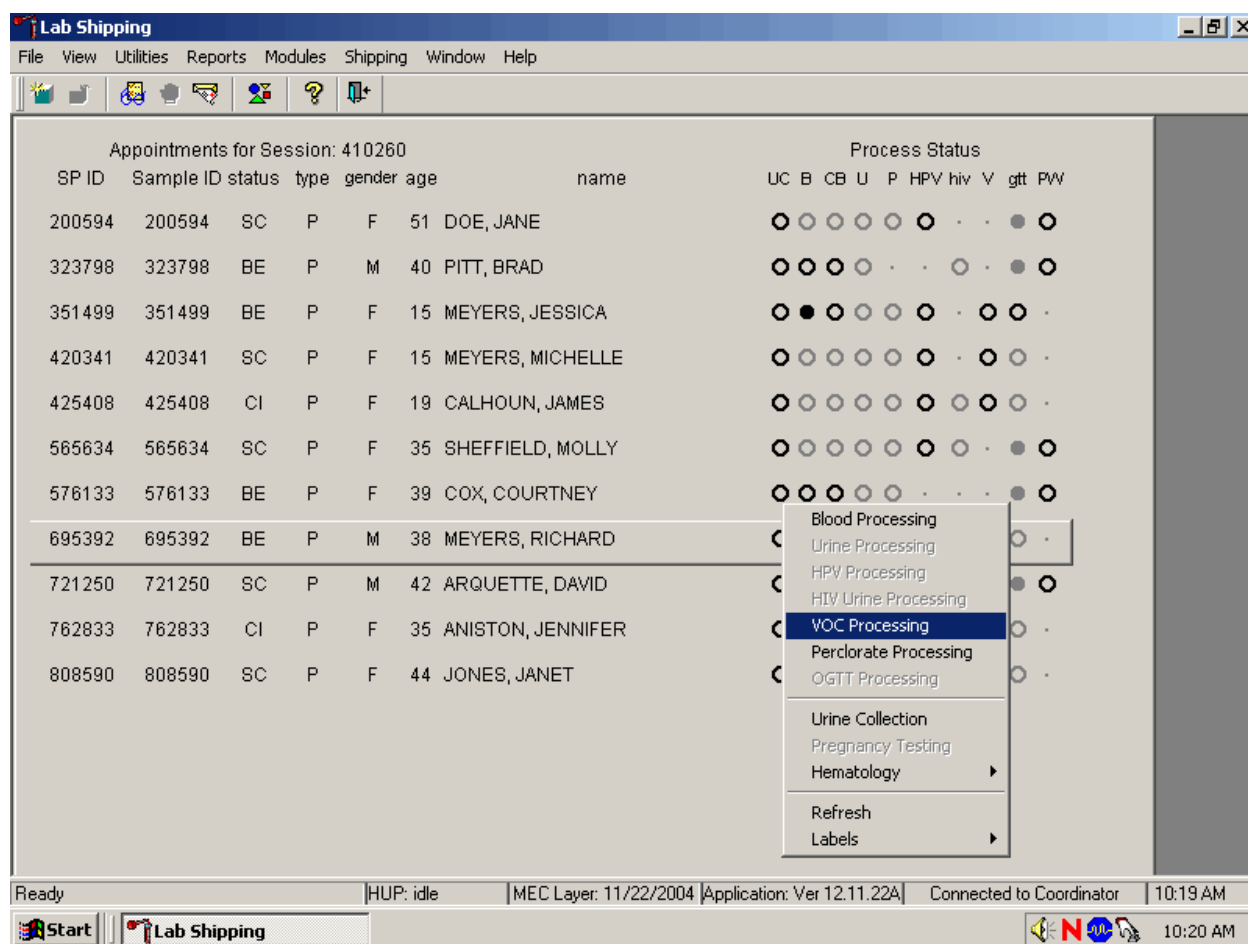 Lab Shipping
File View Utilities Reports Modules Shipping Window Help
Appointments for Session: 410260 Process Status
SP ID Sample ID status type gender age name UC B CB U P HPV hiv V gtt PW
200594 200594 SC P F 51 DOE, JANE
323798 323798 BE P M 40 PITT, BRAD
351499 351499 BE P F 15 MEYERS, JESSICA
420341 420341 SC P F 15 MEYERS, MICHELLE
425408 425408 CI P F 19 CALHOUN, JAMES
565634 565634 SC P F 35 SHEFFIELD, MOLLY
576133 576133 BE P F 39 COX, COURTNEY
695392 695392 BE P M 38 MEYERS, RICHARD
721250 721250 SC P M 42 ARQUETTE, DAVID
762833 762833 CI P F 35 ANISTON, JENNIFER
808590 808590 SC P F 44 JONES, JANET
Blood Processing
Urine Processing
HPV Processing
HIV Urine Processing
VOC Processing
Perclorate Processing
OGTT Processing
Urine Collection
Pregnancy Testing
Hematology
Refresh
Labels
Ready HUP: idle MEC Layer: 11/22/2004 Application: Ver 12.11.22A Connected to Coordinator 10:19 AM
Start Lab Shipping N 10:20 AM